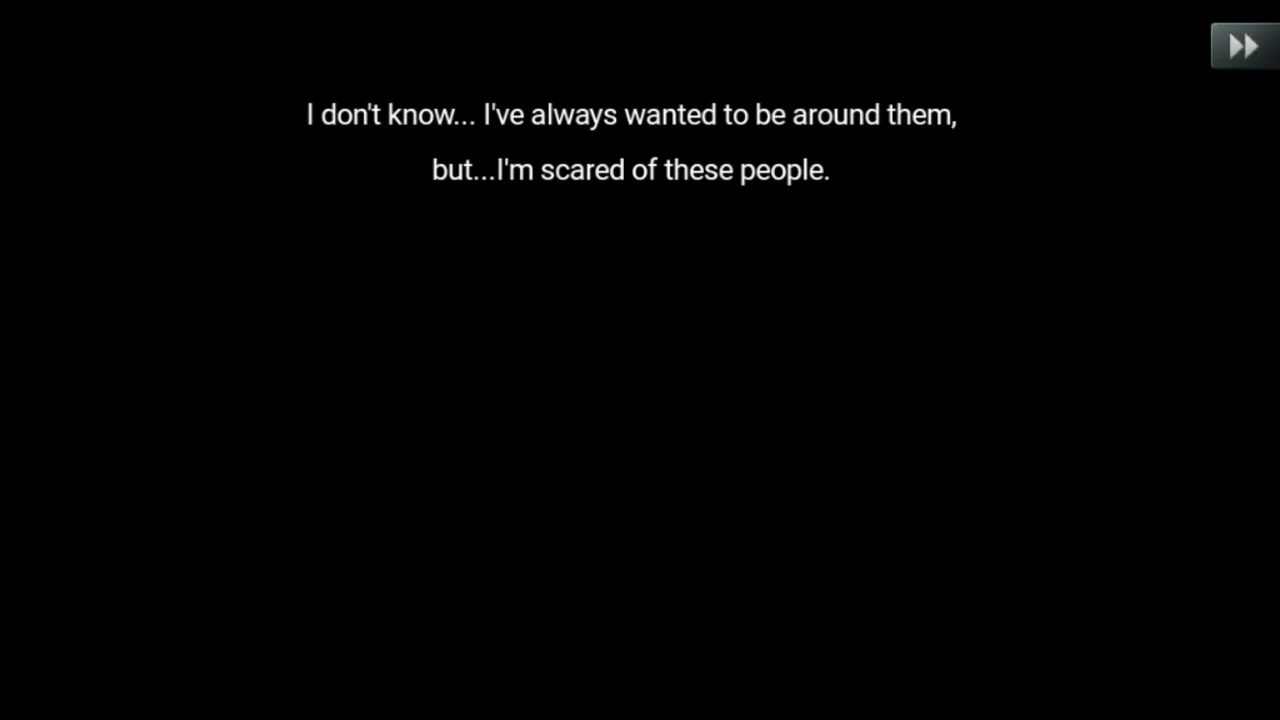 I don't know... I've always wanted to be around them,
but...I'm scared of these people.